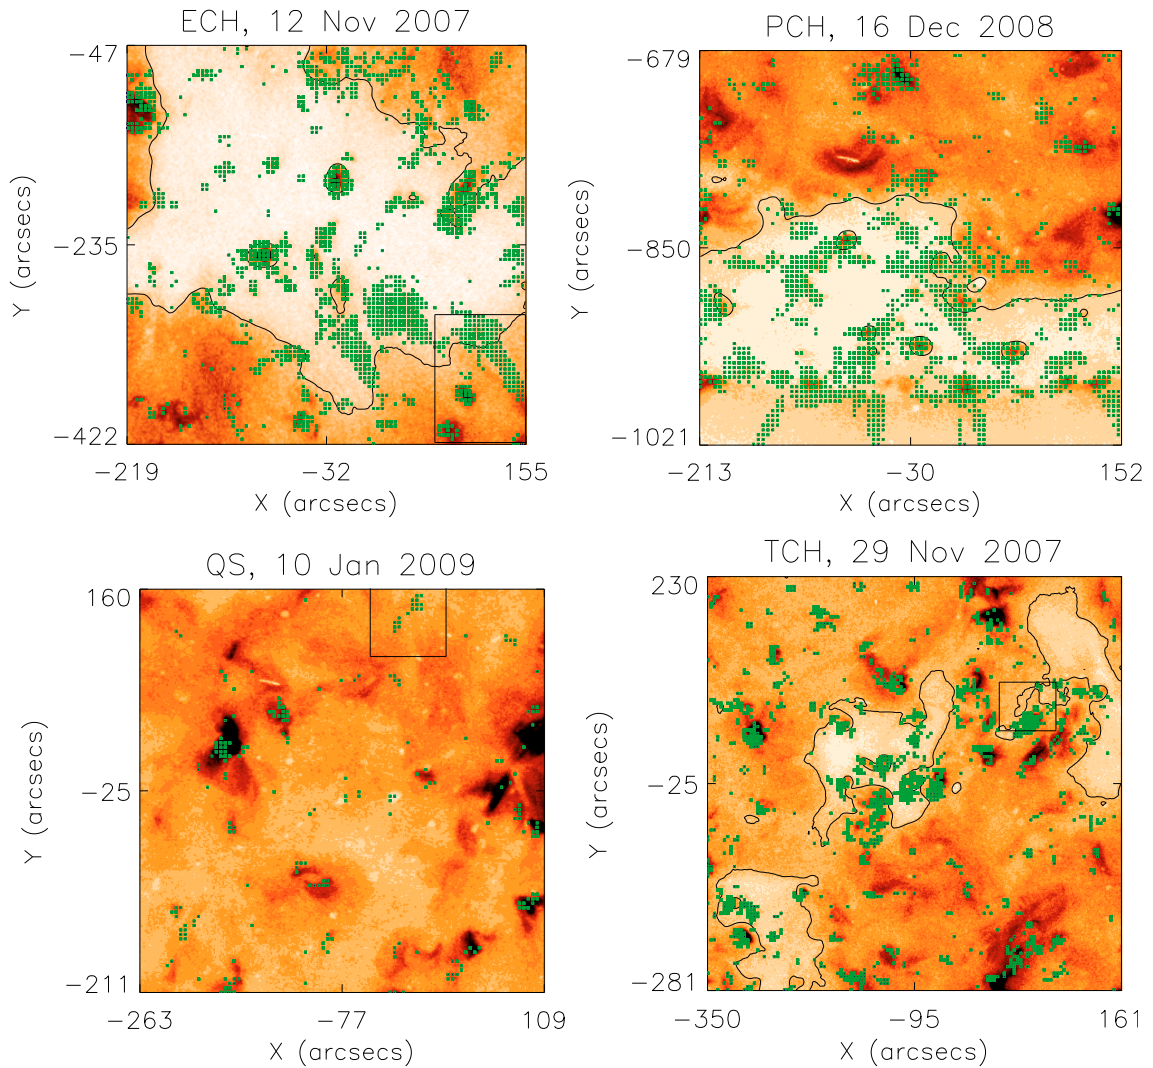 ECH, 12 Nov 2007
−47
−235
−422
−219 −32 155
X (arcsecs)
Y (arcsecs)
PCH, 16 Dec 2008
−679
−850
−1021
−213 −30 152
X (arcsecs)
Y (arcsecs)
QS, 10 Jan 2009
160
−25
−211
−263 −77 109
X (arcsecs)
Y (arcsecs)
TCH, 29 Nov 2007
230
−25
−281
−350 −95 161
X (arcsecs)
Y (arcsecs)